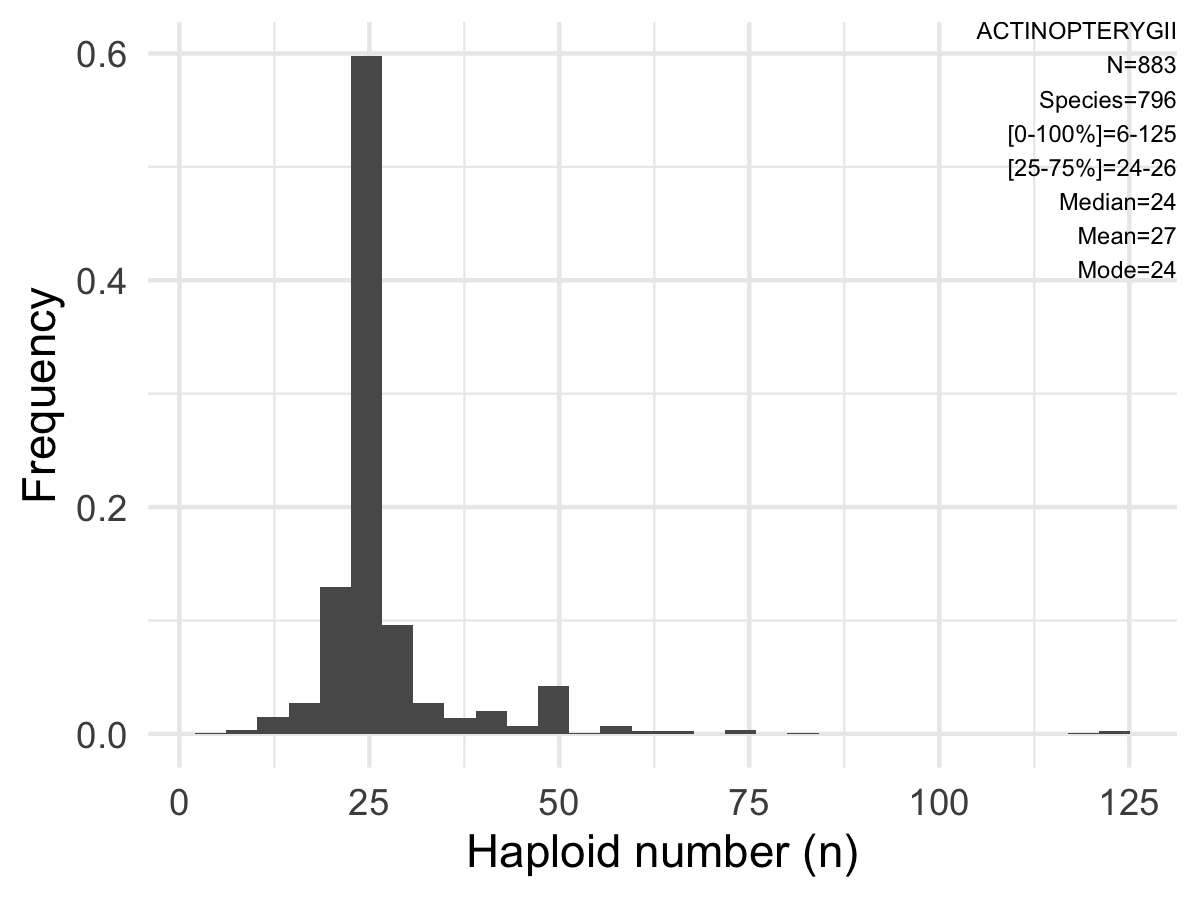 ACTINOPTERYGII
N=883
Species=796
[0-100%]=6-125
[25-75%]=24-26
Median=24
Mean=27
Mode=24
Frequency
0.6
0.4
0.2
0.0
0 25 50 75 100 125
Haploid number (n)